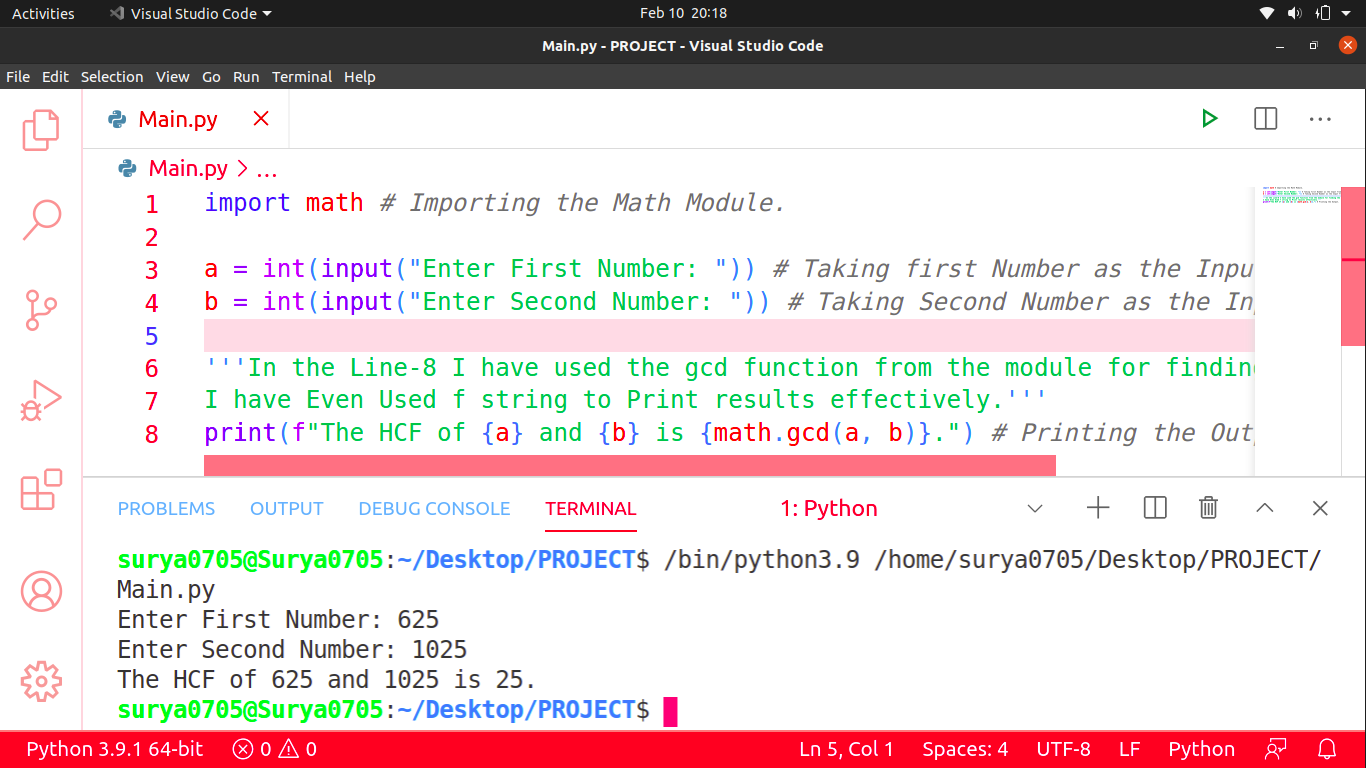 Activities Visual Studio Code Feb 10 20:18
Main.py - PROJECT - Visual Studio Code
File Edit Selection View Go Run Terminal Help
Main.py
Main.py > ...
1 import math # Importing the Math Module.
2
3 a = int(input("Enter First Number: ")) # Taking first Number as the Inpu
4 b = int(input("Enter Second Number: ")) # Taking Second Number as the In
5
6 '''In the Line-8 I have used the gcd function from the module for finding
7 I have Even Used f string to Print results effectively.'''
8 print(f"The HCF of {a} and {b} is {math.gcd(a, b)}.") # Printing the Out
PROBLEMS OUTPUT DEBUG CONSOLE TERMINAL 1: Python
surya0705@Surya0705:~/Desktop/PROJECT$ /bin/python3.9 /home/surya0705/Desktop/PROJECT/
Main.py
Enter First Number: 625
Enter Second Number: 1025
The HCF of 625 and 1025 is 25.
surya0705@Surya0705:~/Desktop/PROJECT$
Python 3.9.1 64-bit 0 0 Ln 5, Col 1 Spaces: 4 UTF-8 LF Python